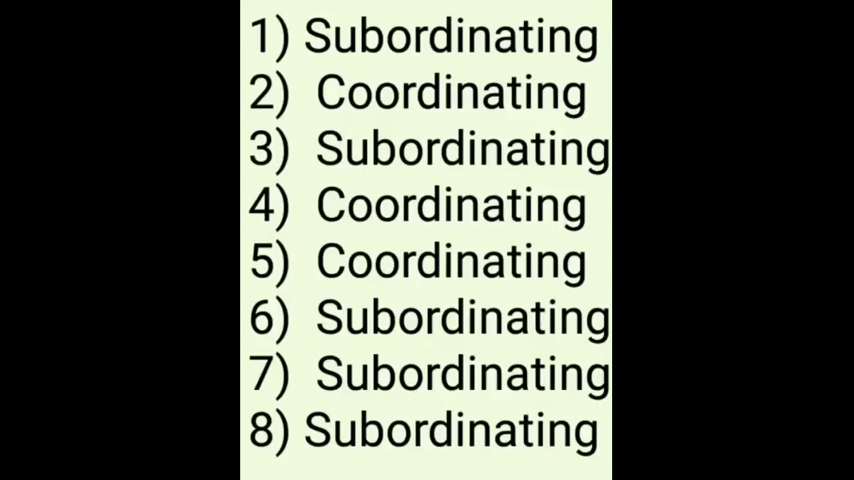 1) Subordinating
2) Coordinating
3) Subordinating
4) Coordinating
5) Coordinating
6) Subordinating
7) Subordinating
8) Subordinating